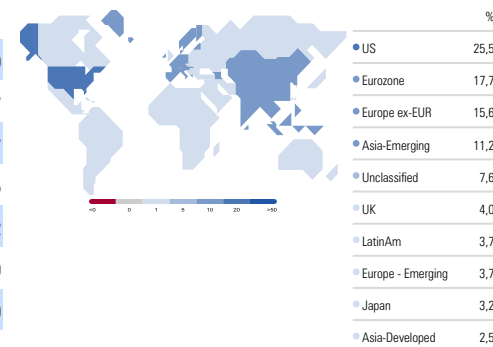 %
US 25,5
Eurozone 17,7
Europe ex-EUR 15,6
Asia-Emerging 11,2
Unclassified 7,6
UK 4,0
LatinAm 3,7
Europe - Emerging 3,7
Japan 3,2
Asia-Developed 2,5
<0 0 1 5 10 20 >50